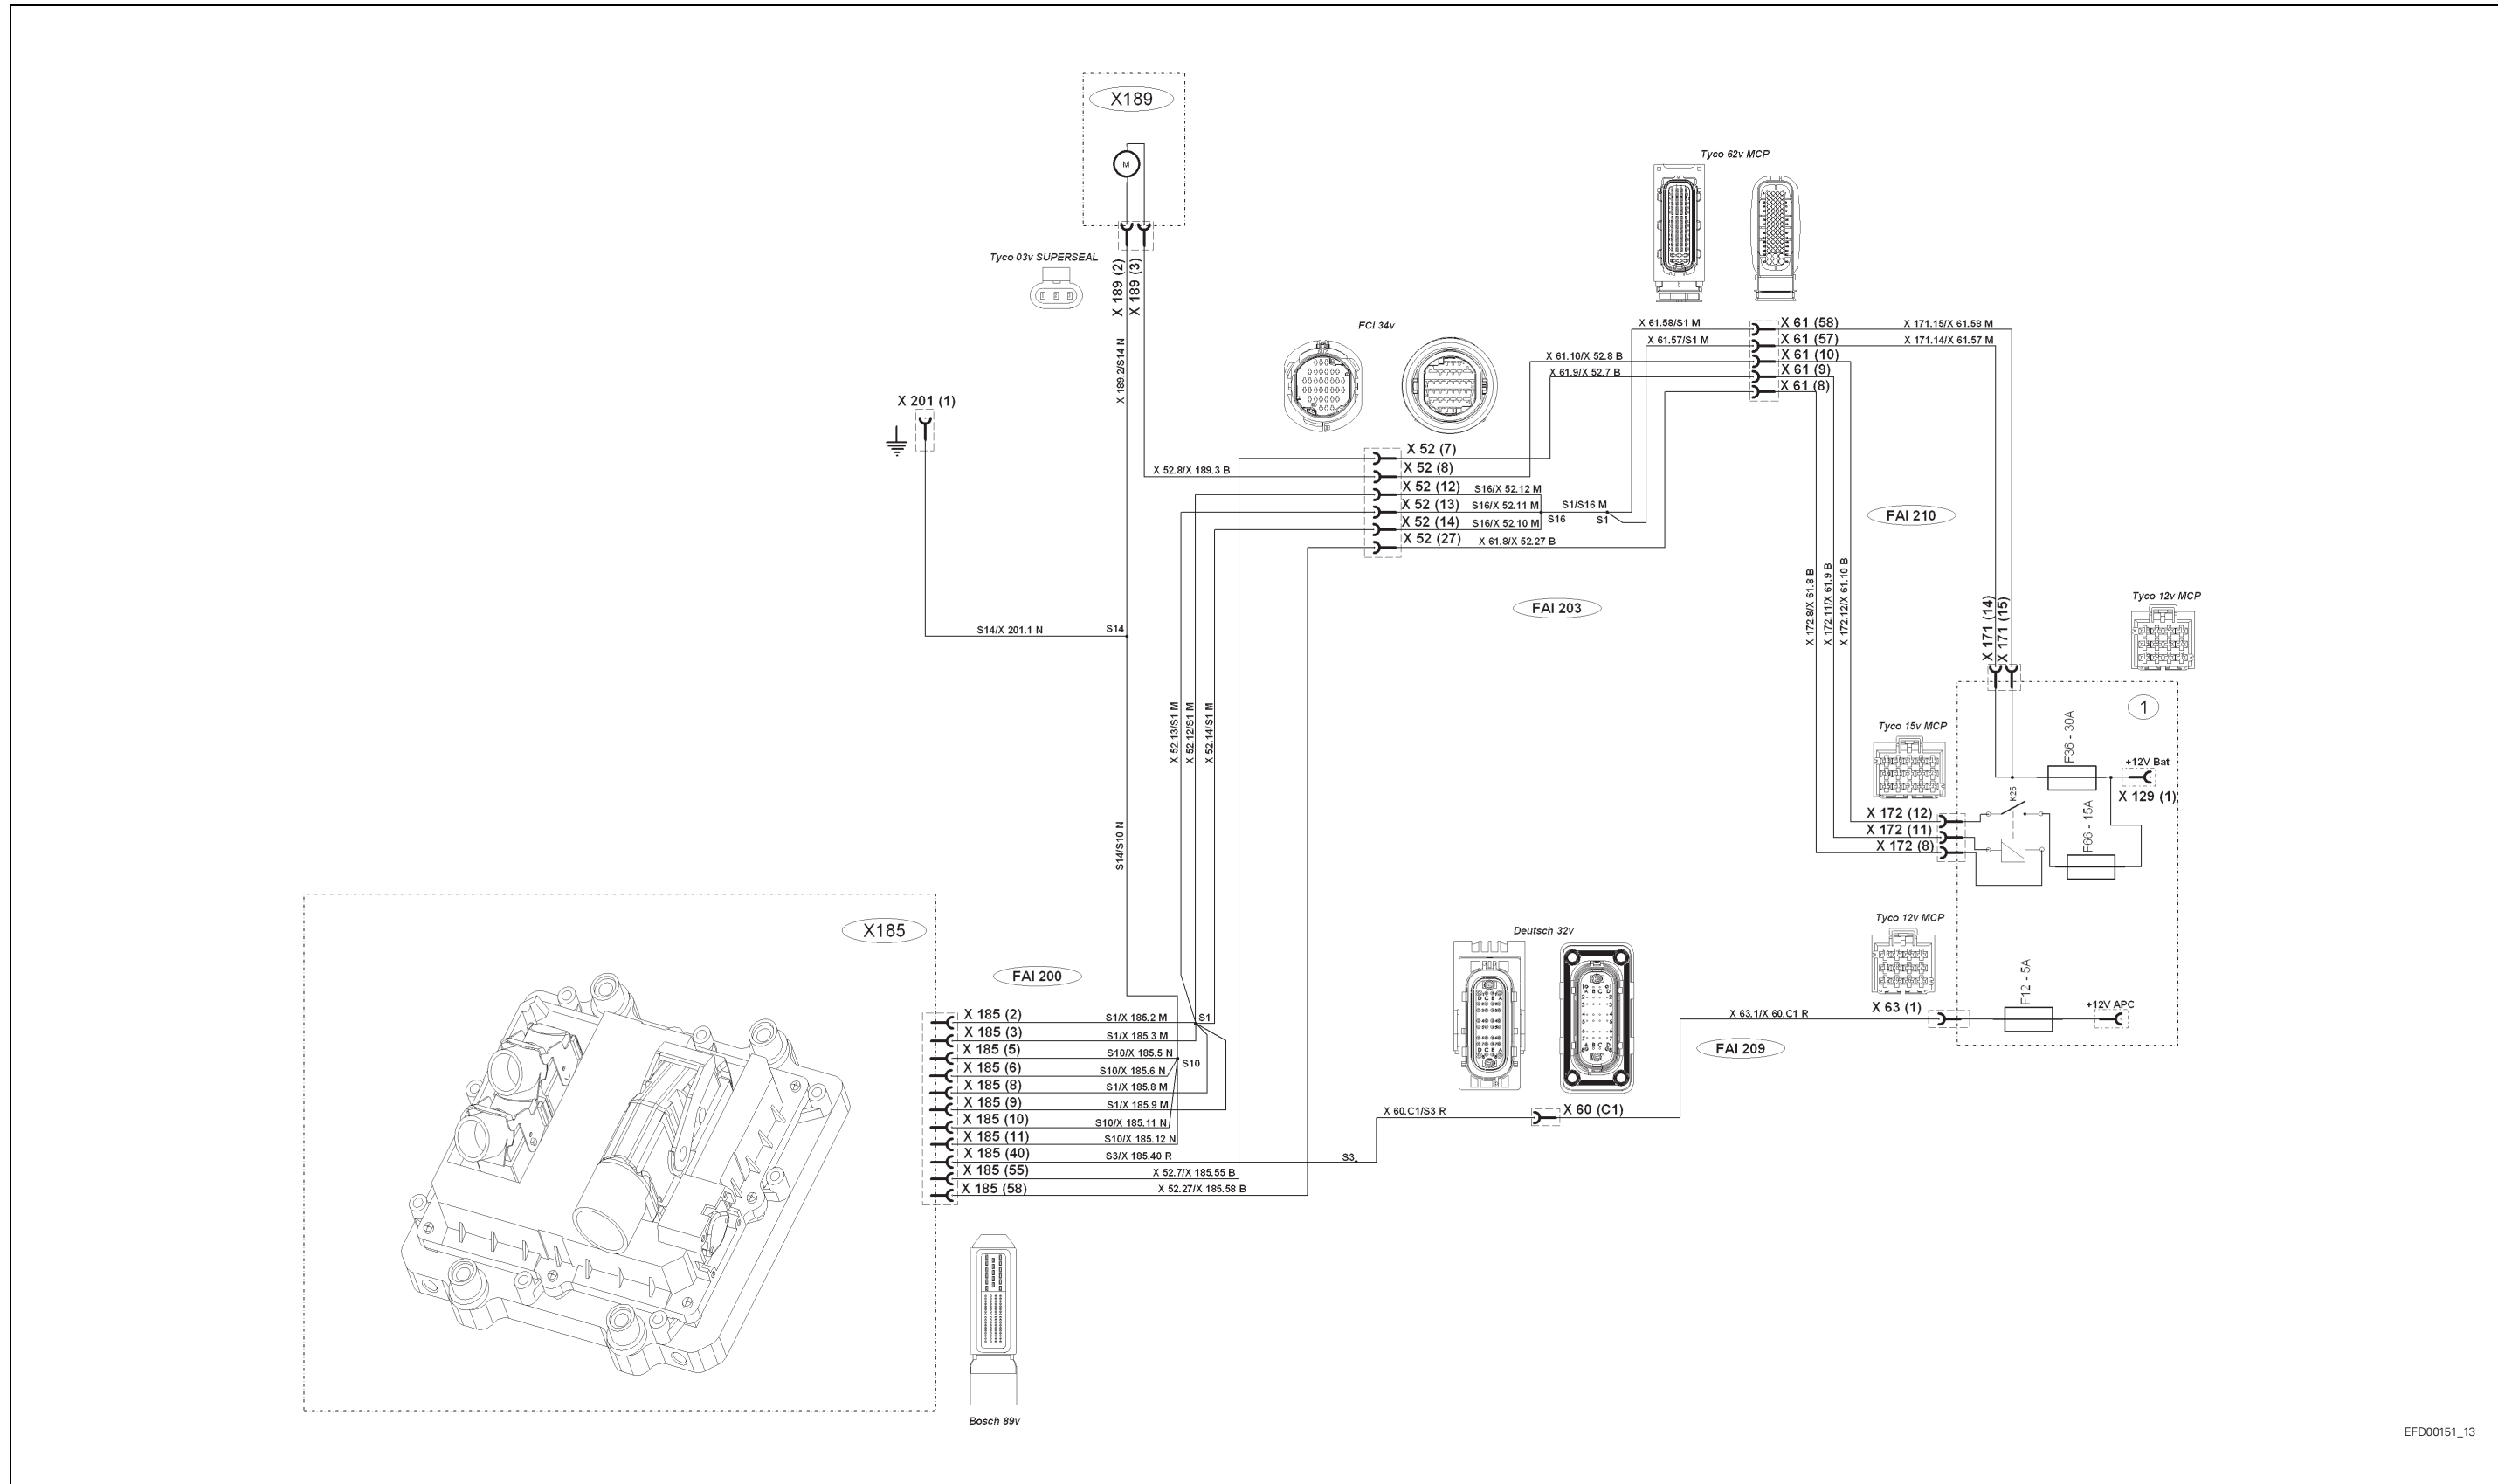 X189
M
Tyco 03v SUPERSEAL
X 189 (2)
X 189 (3)
X 189.2/S14 N
Tyco 62v MCP
FCI 34v
X 61.58/S1 M
X 61 (58)
X 171.15/X 61.58 M
X 61.57/S1 M
X 61 (57)
X 171.14/X 61.57 M
X 61.10/X 52.8 B
X 61 (10)
X 61.9/X 52.7 B
X 61 (9)
X 61 (8)
X 201 (1)
X 52 (7)
X 52.8/X 189.3 B
X 52 (8)
X 52 (12)
S16/X 52.12 M
X 52 (13)
S16/X 52.11 M
S1/S16 M
X 52 (14)
S16/X 52.10 M
S16
S1
X 52 (27)
X 61.8/X 52.27 B
FAI 210
FAI 203
X 172.8/X 61.8 B
X 172.11/X 61.9 B
X 172.12/X 61.10 B
S14/X 201.1 N
S14
X 171 (14)
X 171 (15)
Tyco 12v MCP
1
X 52.13/S1 M
X 52.12/S1 M
X 52.14/S1 M
Tyco 15v MCP
F36 - 30A
+12V Bat
X 129 (1)
K25
F66 - 15A
X 172 (12)
X 172 (11)
X 172 (8)
S14/S10 N
X185
FAI 200
Deutsch 32v
Tyco 12v MCP
F12 - 5A
+12V APC
X 63 (1)
X 63.1/X 60.C1 R
FAI 209
X 185 (2)
S1/X 185.2 M
S1
X 185 (3)
S1/X 185.3 M
X 185 (5)
S10/X 185.5 N
S10
X 185 (6)
S10/X 185.6 N
X 185 (8)
S1/X 185.8 M
X 185 (9)
S1/X 185.9 M
X 185 (10)
S10/X 185.11 N
X 185 (11)
S10/X 185.12 N
X 185 (40)
S3/X 185.40 R
S3
X 60.C1/S3 R
X 60 (C1)
X 185 (55)
X 52.7/X 185.55 B
X 185 (58)
X 52.27/X 185.58 B
Bosch 89v
EFD00151_13